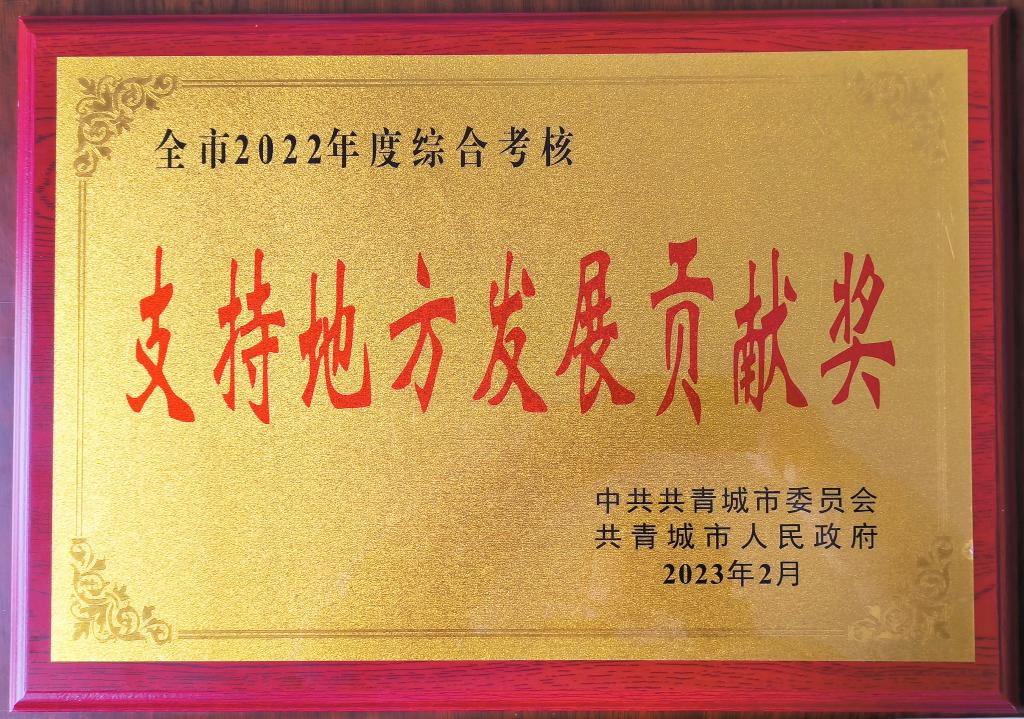 全市2022年度综合考核
支持地方发展贡献奖
中共共青城市委员会
共青城市人民政府
2023年2月